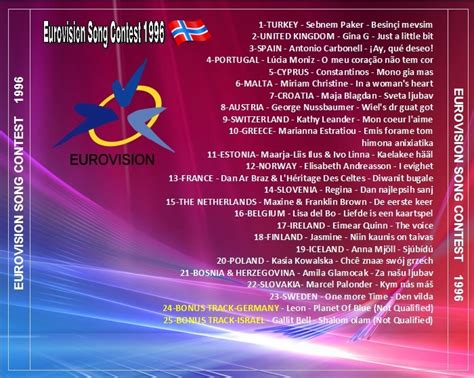 Eurovision Song Contest 1996
EUROVISION SONG CONTEST 1996
EUROVISION
1-TURKEY - Sebnem Paker - Besinçi mevsim
2-UNITED KINGDOM - Gina G - Just a little bit
3-SPAIN - Antonio Carbonell - ¡Ay, qué deseo!
4-PORTUGAL - Lúcia Moniz - O meu coração não tem cor
5-CYPRUS - Constantinos - Mono gia mas
6-MALTA - Miriam Christine - In a woman's heart
7-CROATIA - Maja Blagdan - Sveta ljubav
8-AUSTRIA - George Nussbaumer - Wiel's dr guat got
9-SWITZERLAND - Kathy Leander - Mon coeur l'aime
10-GREECE- Marianna Estratiou - Emis forame tom
himona anixiatika
11-ESTONIA- Maarja-Liis Ilus & Ivo Linna - Kaelakee hääl
12-NORWAY - Elisabeth Andreasson - I evighet
13-FRANCE - Dan Ar Braz & L'Héritage Des Celtes - Diwanit bugale
14-SLOVENIA - Regina - Dan najlepsih sanj
15-THE NETHERLANDS - Maxine & Franklin Brown - De eerste keer
16-BELGIUM - Lisa del Bo - Liefde is een kaartspel
17-IRELAND - Eimear Quinn - The voice
18-FINLAND - Jasmine - Niin kaunis on taivas
19-ICELAND - Anna Mjöll - Sjúbídú
20-POLAND - Kasia Kowalska - Chcê znææ swój grzech
21-BOSNIA & HERZEGOVINA - Amila Glamocak - Za našu ljubav
22-SLOVAKIA - Marcel Palonder - Kym nás máš
23-SWEDEN - One more Time - Den vilda
24-BONUS TRACK-GERMANY - Leon - Planet Of Blue (Not Qualified)
25-BONUS TRACK-ISRAEL - Gallit Bell - Shalom olam (Not Qualified)
EUROVISION SONG CONTEST 1996